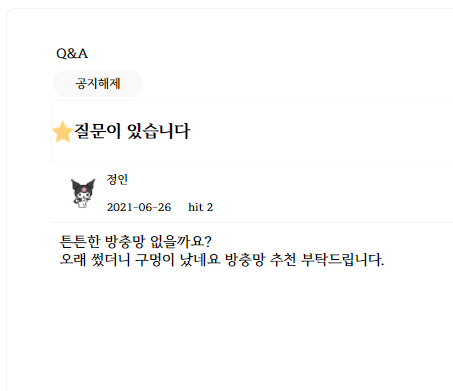 Q&A
공지해제
질문이 있습니다
정인
2021-06-26 hit 2
튼튼한 방충망 없을까요?
오래 썼더니 구멍이 났네요 방충망 추천 부탁드립니다.